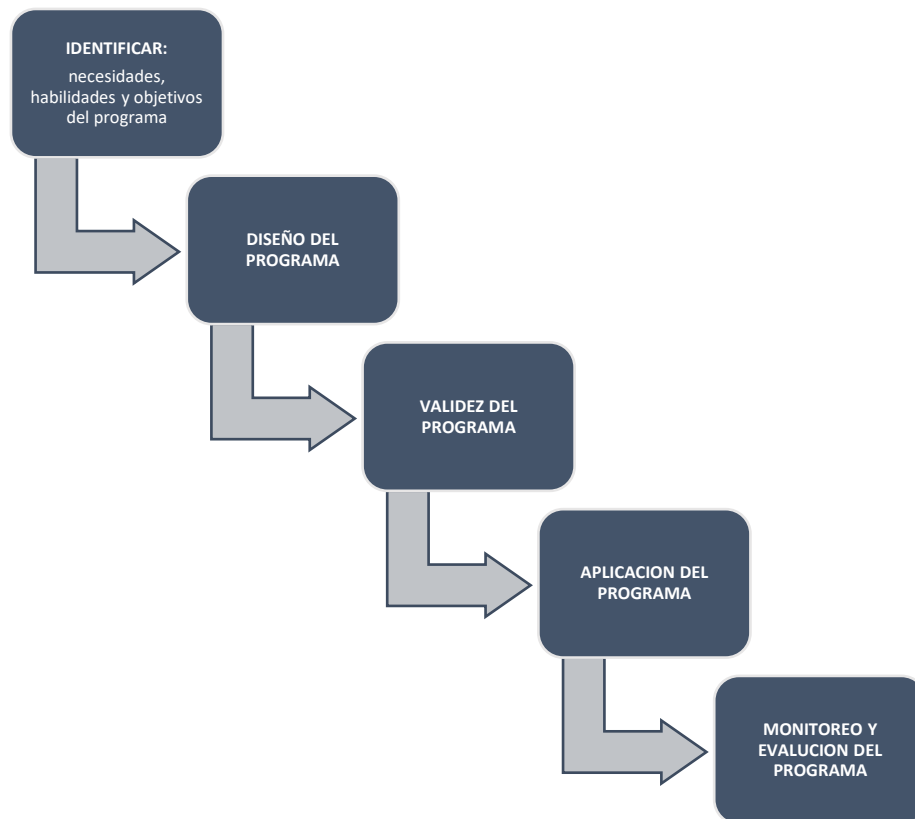 IDENTIFICAR:
necesidades,
habilidades y objetivos
del programa
DISEÑO DEL
PROGRAMA
VALIDEZ DEL
PROGRAMA
APLICACION DEL
PROGRAMA
MONITOREO Y
EVALUCION DEL
PROGRAMA